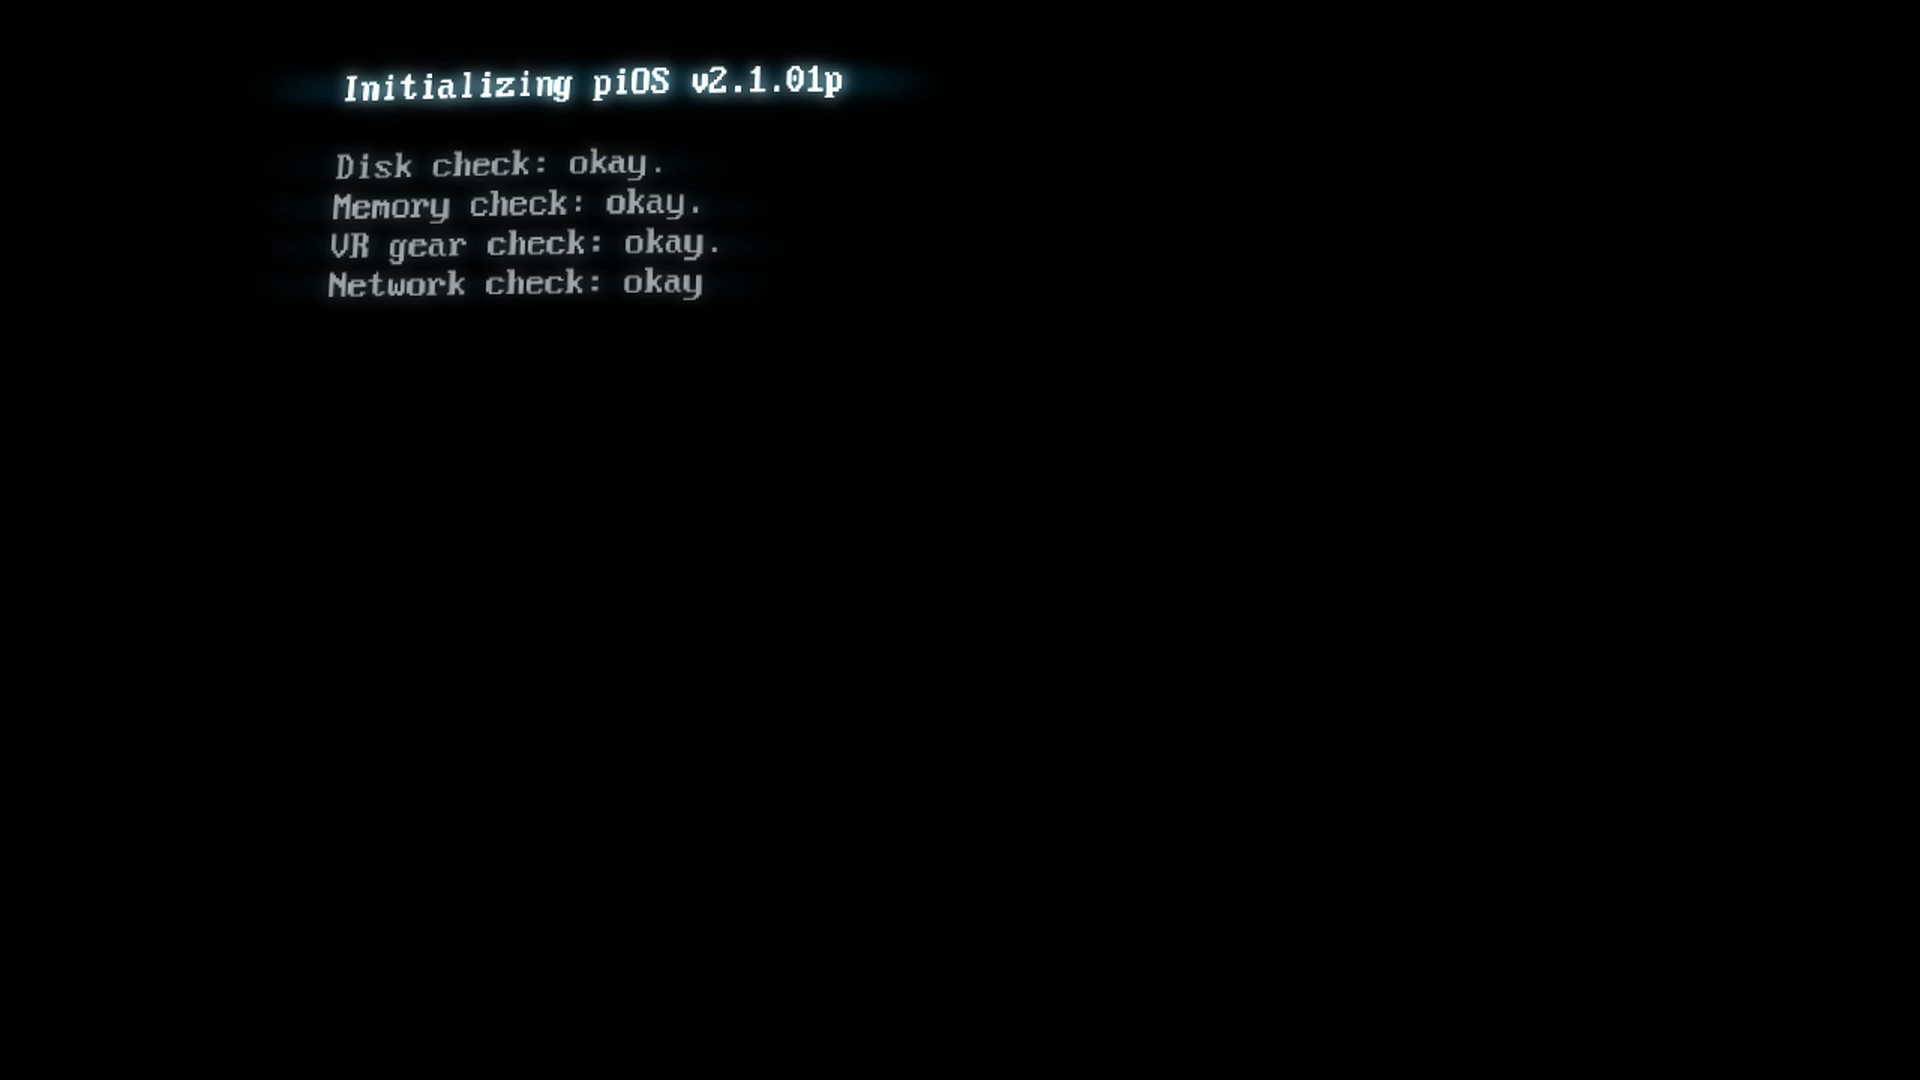 Initializing piOS v2.1.01p
Disk check: okay.
Memory check: okay.
VR gear check: okay.
Network check: okay